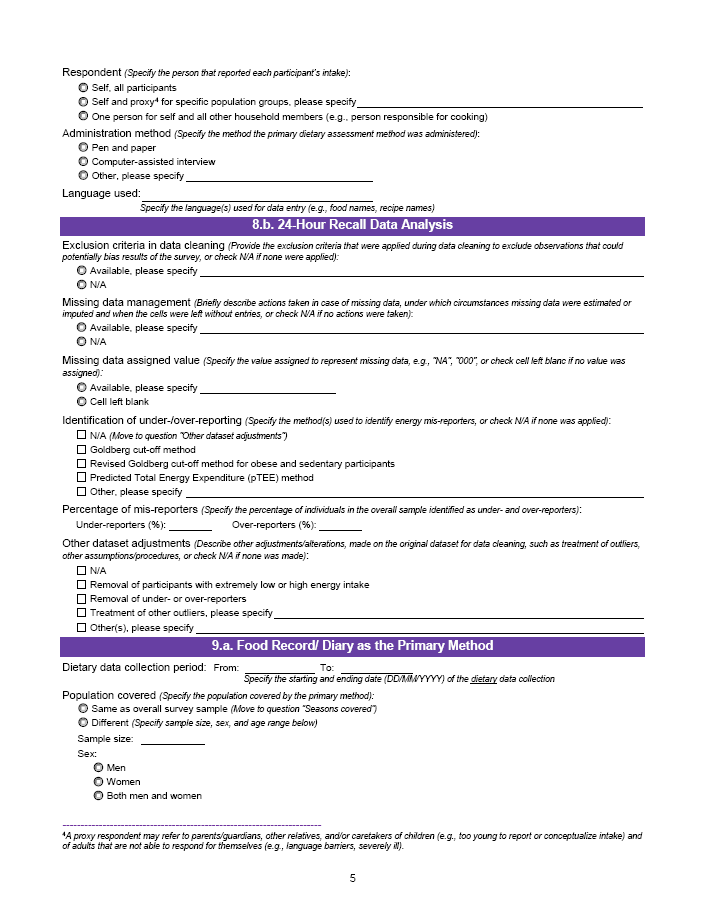 Respondent (Specify the person that reported each participant's intake):
Self, all participants
Self and proxy⁴ for specific population groups, please specify
One person for self and all other household members (e.g., person responsible for cooking)
Administration method (Specify the method the primary dietary assessment method was administered):
Pen and paper
Computer-assisted interview
Other, please specify
Language used:
Specify the language(s) used for data entry (e.g., food names, recipe names)
8.b. 24-Hour Recall Data Analysis
Exclusion criteria in data cleaning (Provide the exclusion criteria that were applied during data cleaning to exclude observations that could
potentially bias results of the survey, or check N/A if none were applied):
Available, please specify
N/A
Missing data management (Briefly describe actions taken in case of missing data, under which circumstances missing data were estimated or
imputed and when the cells were left without entries, or check N/A if no actions were taken):
Available, please specify
N/A
Missing data assigned value (Specify the value assigned to represent missing data, e.g., "NA", "000", or check cell left blanc if no value was
assigned):
Available, please specify
Cell left blank
Identification of under-/over-reporting (Specify the method(s) used to identify energy mis-reporters, or check N/A if none was applied):
N/A (Move to question "Other dataset adjustments")
Goldberg cut-off method
Revised Goldberg cut-off method for obese and sedentary participants
Predicted Total Energy Expenditure (pTEE) method
Other, please specify
Percentage of mis-reporters (Specify the percentage of individuals in the overall sample identified as under- and over-reporters):
Under-reporters (%): Over-reporters (%):
Other dataset adjustments (Describe other adjustments/alterations, made on the original dataset for data cleaning, such as treatment of outliers,
other assumptions/procedures, or check N/A if none was made):
N/A
Removal of participants with extremely low or high energy intake
Removal of under- or over-reporters
Treatment of other outliers, please specify
Other(s), please specify
9.a. Food Record/ Diary as the Primary Method
Dietary data collection period: From: To:
Specify the starting and ending date (DD/MM/YYYY) of the dietary data collection
Population covered (Specify the population covered by the primary method):
Same as overall survey sample (Move to question "Seasons covered")
Different (Specify sample size, sex, and age range below)
Sample size:
Sex:
Men
Women
Both men and women
⁴A proxy respondent may refer to parents/guardians, other relatives, and/or caretakers of children (e.g., too young to report or conceptualize intake) and
of adults that are not able to respond for themselves (e.g., language barriers, severely ill).
5